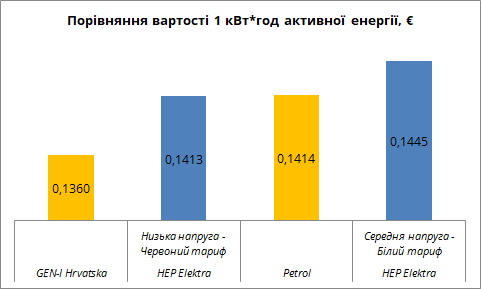 Порівняння вартості 1 кВт*год активної енергії, €
0,1360
0,1413
0,1414
0,1445
Низька напруга -
Червоний тариф
Середня напруга -
Білий тариф
GEN-I Hrvatska
HEP Elektra
Petrol
HEP Elektra